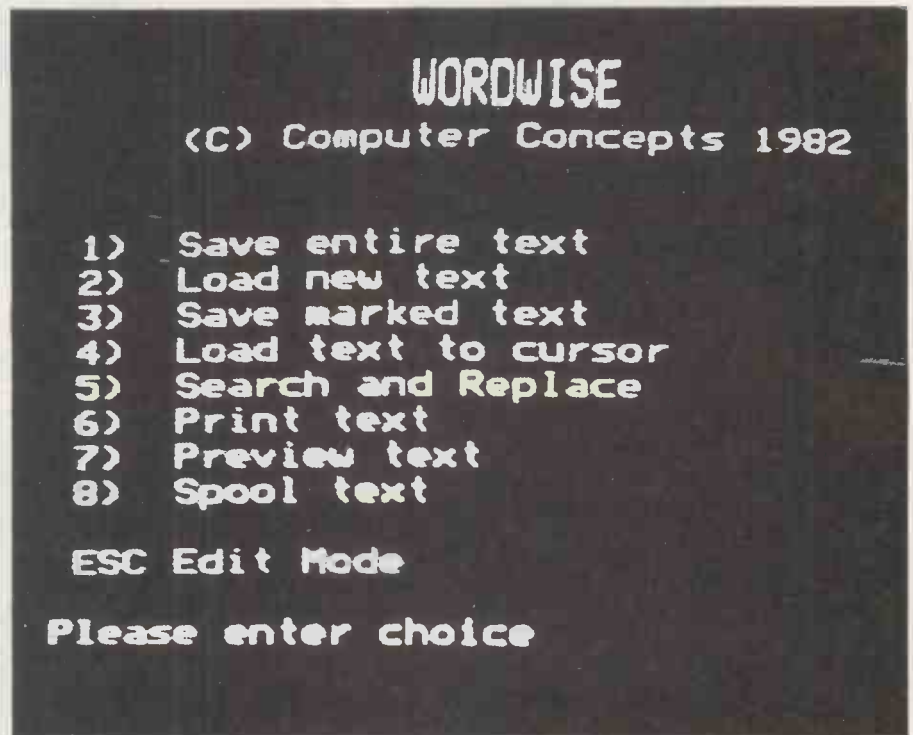 WORDWISE
(C) Computer Concepts 1982
1) Save entire text
2) Load new text
3) Save marked text
4) Load text to cursor
5) Search and Replace
6) Print text
7) Preview text
8) Spool text
ESC Edit Mode
Please enter choice